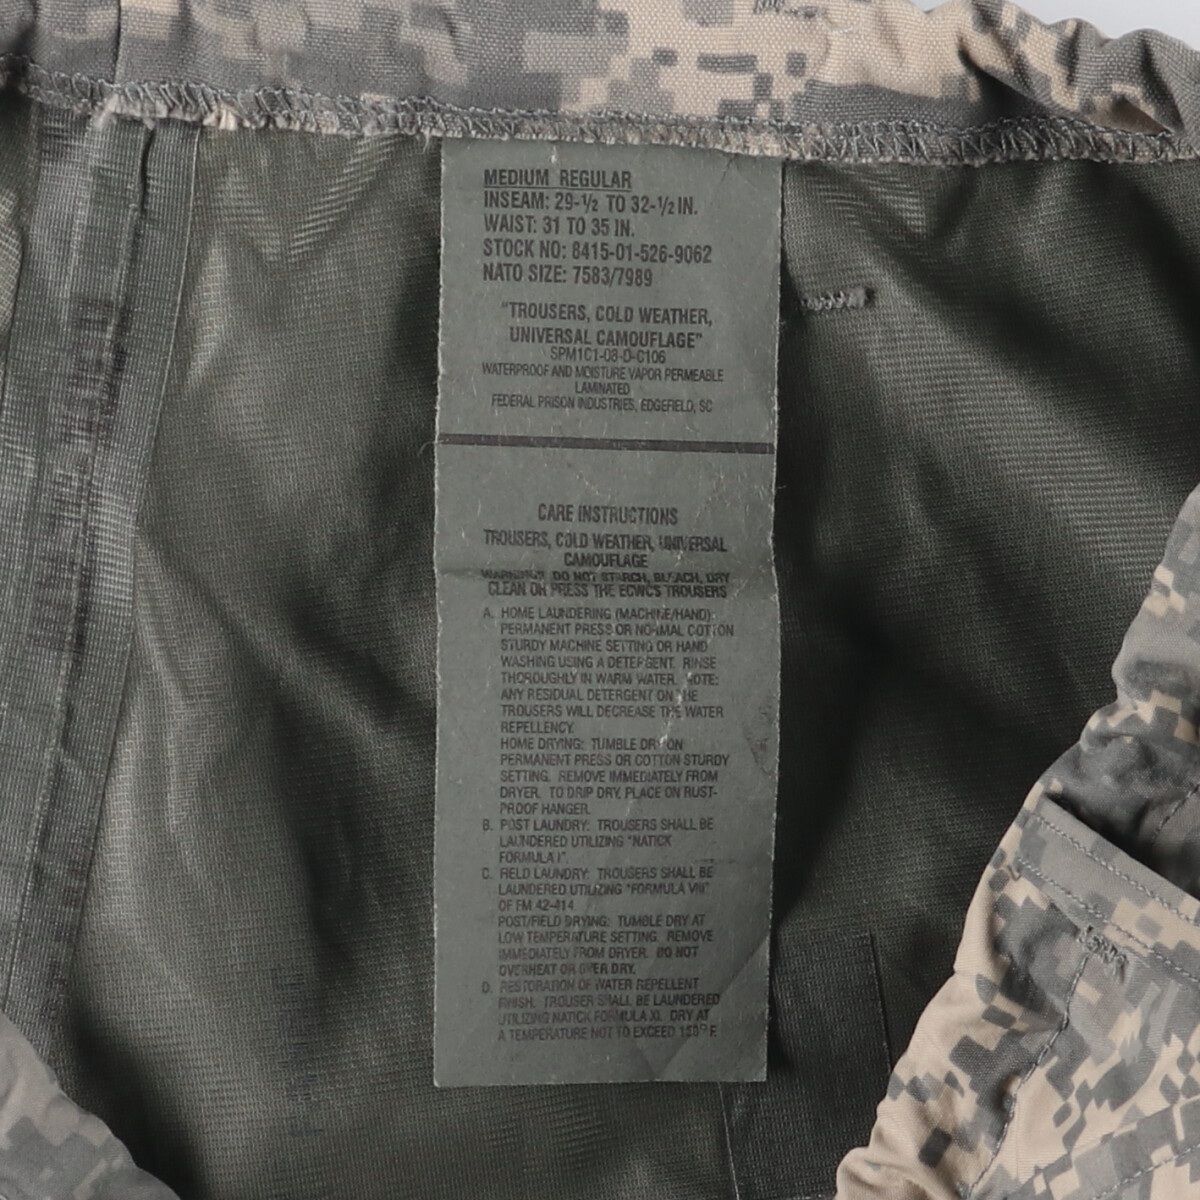 MEDIUM REGULAR
INSEAM: 29-½ TO 32-½ IN.
WAIST: 31 TO 35 IN.
STOCK NO: 8415-01-526-9062
NATO SIZE: 7583/7989
"TROUSERS, COLD WEATHER,
UNIVERSAL CAMOUFLAGE"
SPM1C1-08-D-C106
WATERPROOF AND MOISTURE VAPOR PERMEABLE
LAMINATED
FEDERAL PRISON INDUSTRIES, EDGEFIELD, SC
CARE INSTRUCTIONS
TROUSERS, COLD WEATHER, UNIVERSAL
CAMOUFLAGE
DO NOT STARCH, BLEACH, DRY
CLEAN OR PRESS THE ECWCS TROUSERS
A. HOME LAUNDERING (MACHINE/HAND):
PERMANENT PRESS OR NORMAL COTTON
STURDY MACHINE SETTING OR HAND
WASHING USING A DETERGENT. RINSE
THOROUGHLY IN WARM WATER. NOTE:
ANY RESIDUAL DETERGENT ON THE
TROUSERS WILL DECREASE THE WATER
REPELLENCY.
HOME DRYING: TUMBLE DRY ON
PERMANENT PRESS OR COTTON STURDY
SETTING. REMOVE IMMEDIATELY FROM
DRYER. TO DRIP DRY, PLACE ON RUST-
PROOF HANGER.
B. POST LAUNDRY: TROUSERS SHALL BE
LAUNDERED UTILIZING "NATICK
FORMULA I".
C. FIELD LAUNDRY: TROUSERS SHALL BE
LAUNDERED UTILIZING "FORMULA VIII"
OF FM 42-414
POST/FIELD DRYING: TUMBLE DRY AT
LOW TEMPERATURE SETTING. REMOVE
IMMEDIATELY FROM DRYER. DO NOT
OVERHEAT OR OVER DRY.
D. RESTORATION OF WATER REPELLENT
FINISH. TROUSER SHALL BE LAUNDERED
UTILIZING NATICK FORMULA XI. DRY AT
A TEMPERATURE NOT TO EXCEED 180° F.